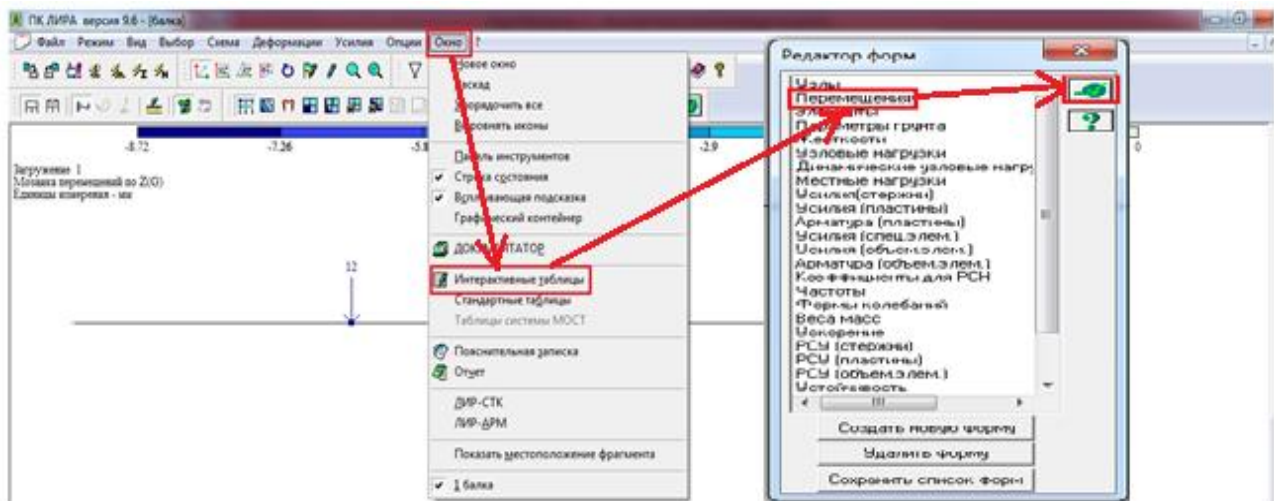 ПК ЛИРА версия 9.6 - [балка]
Файл Режим Вид Выбор Схема Деформации Усилия Опции Окно ?
Новое окно
Каскад
Упорядочить все
Выровнять иконы
Панель инструментов
Строка состояния
Всплывающая подсказка
Графический контейнер
ДОКУМЕНТАТОР
Интерактивные таблицы
Стандартные таблицы
Таблицы системы МОСТ
Пояснительная записка
Отчет
ЛИР-СТК
ЛИР-АРМ
Показать местоположение фрагмента
1 балка
-8.72 -7.26 -2.9 0
Загружение 1
Мозаика перемещений по Z(G)
Единицы измерения - мм
12
Редактор форм
Узлы
Перемещения
Элементы
Параметры грунта
Жесткости
Узловые нагрузки
Динамические узловые нагру
Местные нагрузки
Усилия(стержни)
Усилия (пластины)
Арматура (пластины)
Усилия (спец.элем.)
Усилия (объем.элем.)
Арматура (объем.элем.)
Коэффициенты для РСН
Частоты
Формы колебаний
Веса масс
Ускорение
РСУ (стержни)
РСУ (пластины)
РСУ (объем.элем.)
Устойчивость
Создать новую форму
Удалить форму
Сохранить список форм